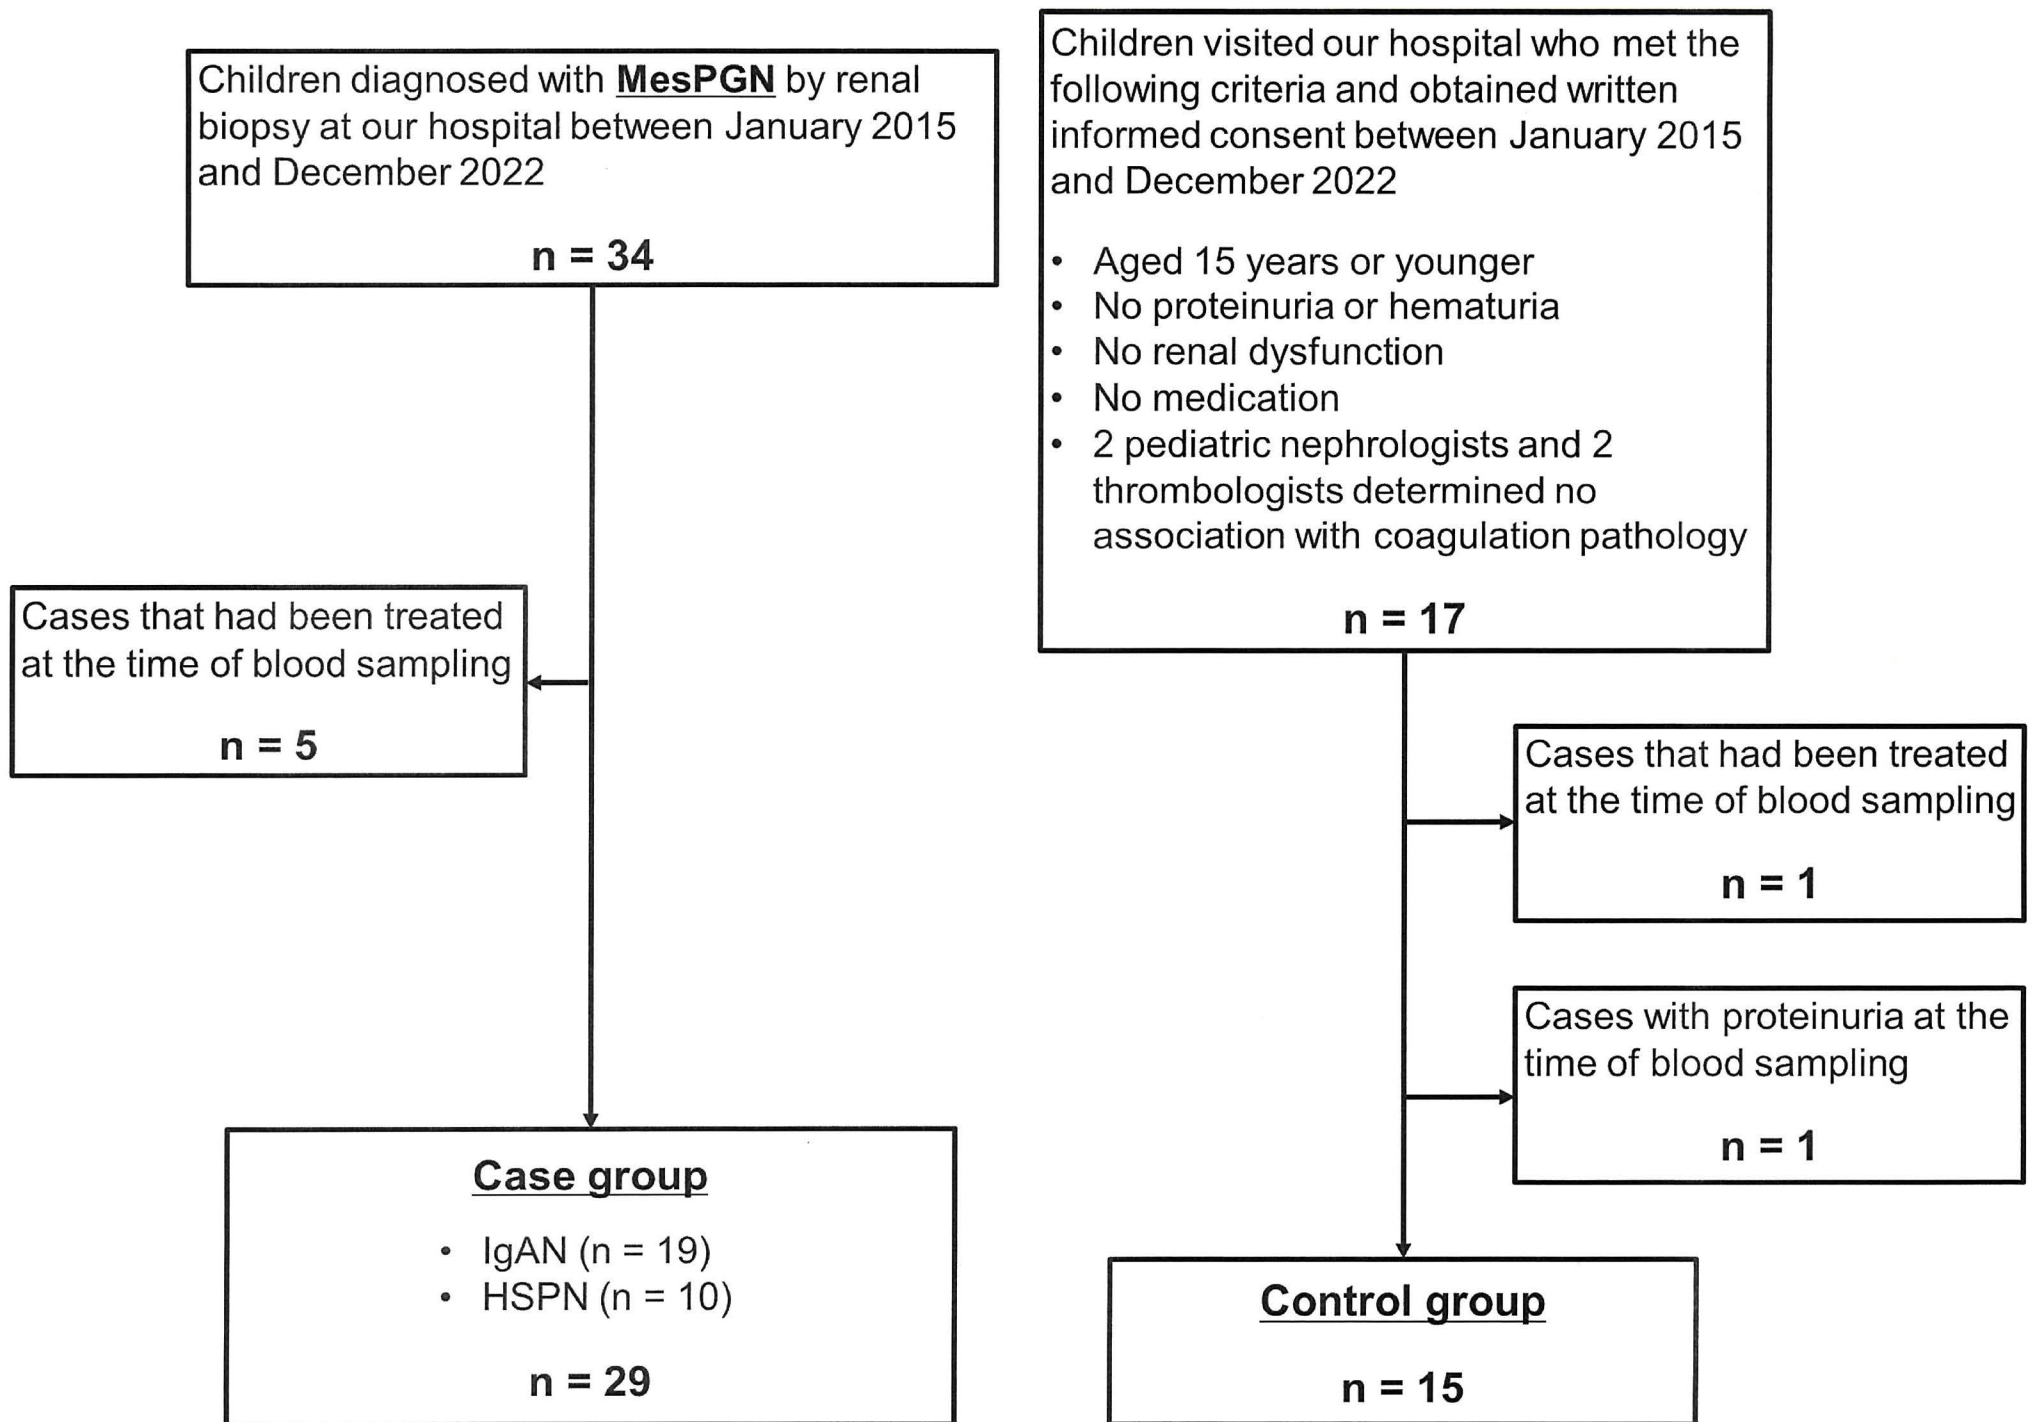 Children diagnosed with MesPGN by renal
biopsy at our hospital between January 2015
and December 2022
n = 34
Children visited our hospital who met the
following criteria and obtained written
informed consent between January 2015
and December 2022
• Aged 15 years or younger
• No proteinuria or hematuria
• No renal dysfunction
• No medication
• 2 pediatric nephrologists and 2
thrombologists determined no
association with coagulation pathology
n = 17
Cases that had been treated
at the time of blood sampling
n = 5
Cases that had been treated
at the time of blood sampling
n = 1
Cases with proteinuria at the
time of blood sampling
n = 1
Case group
• IgAN (n = 19)
• HSPN (n = 10)
n = 29
Control group
n = 15